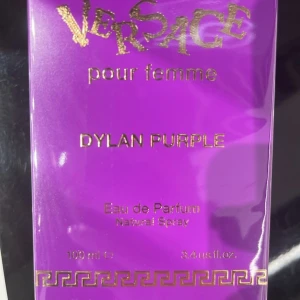 VERSACE
pour femme
DYLAN PURPLE
Eau de Parfum
Natural Spray
100 ml ℮ 3.4 fl.oz.